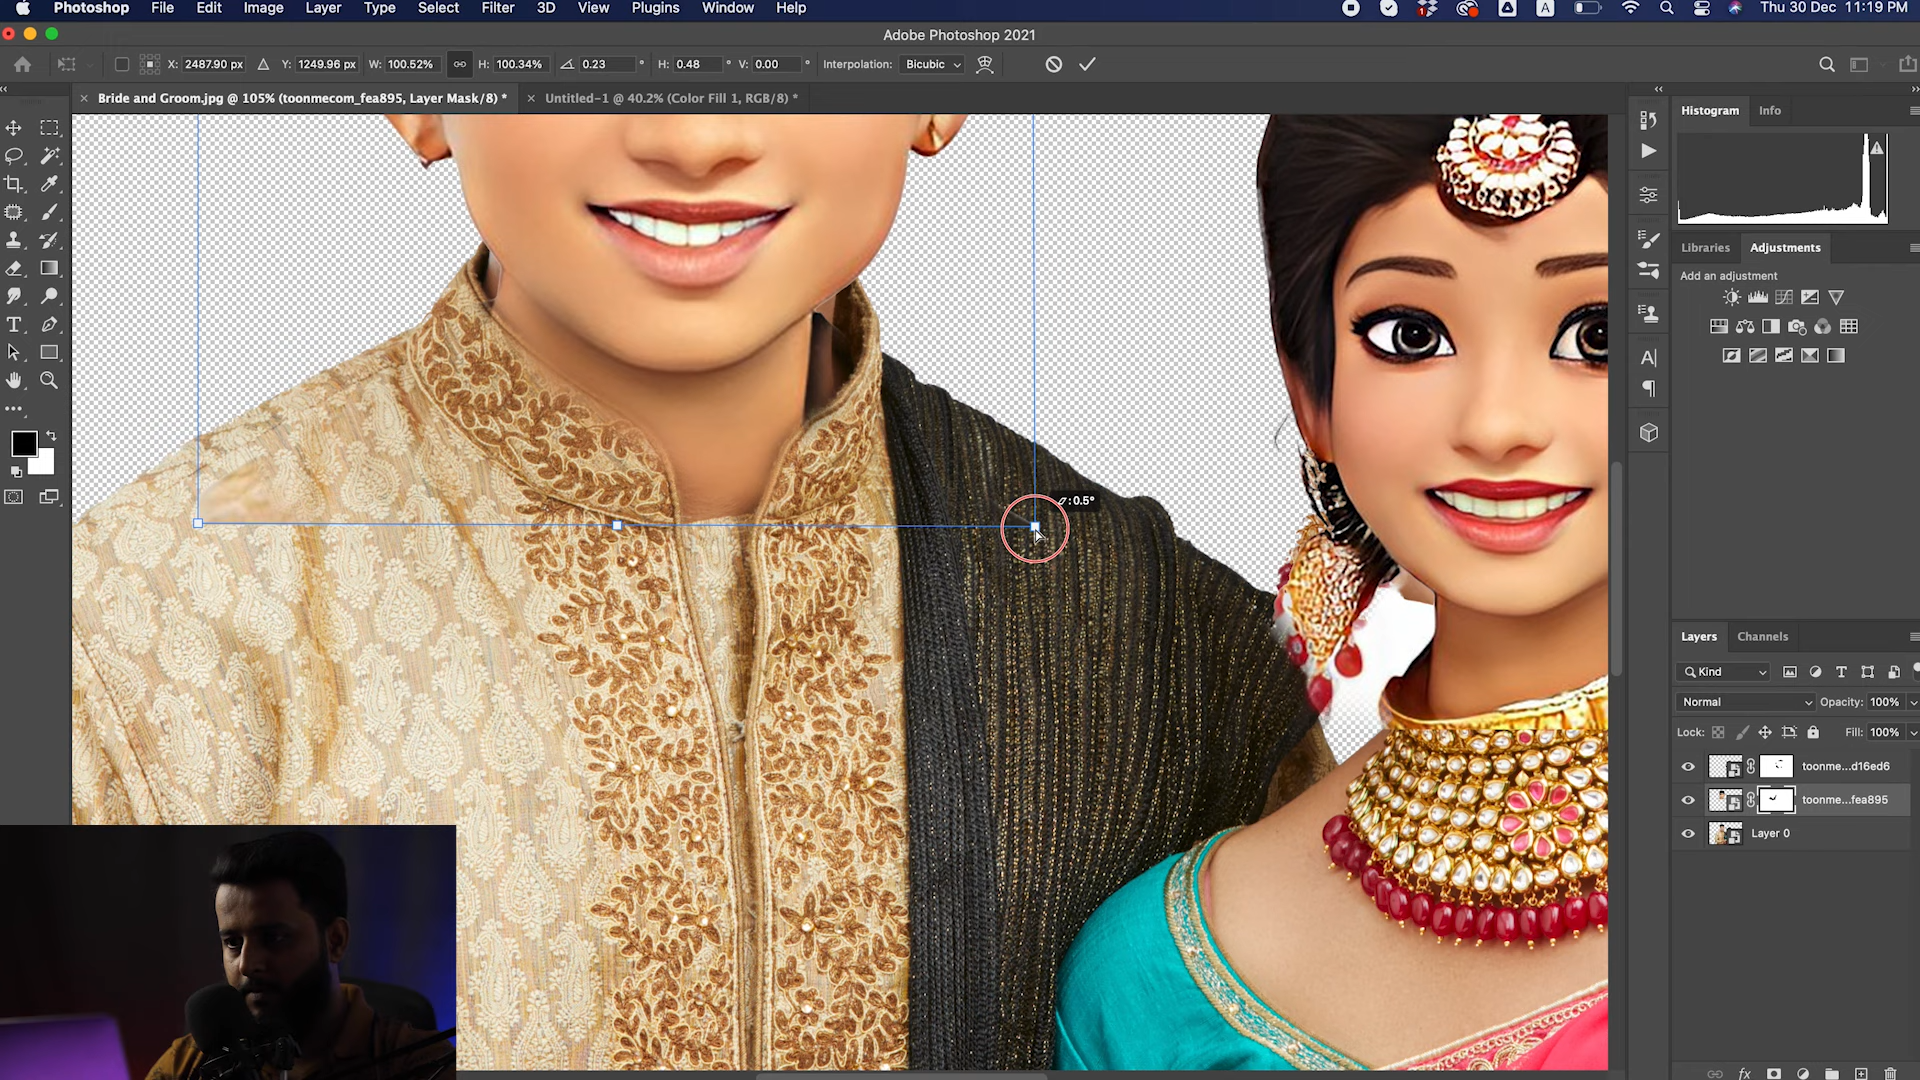 Photoshop File Edit Image Layer Type Select Filter 3D View Plugins Window Help 1 A Thu 30 Dec 11:19 PM
Adobe Photoshop 2021
X: 2487.90 px Y: 1249.96 px W: 100.52% H: 100.34% 0.23 ° H: 0.48 ° V: 0.00 ° Interpolation: Bicubic
Bride and Groom.jpg @ 105% (toonmecom_fea895, Layer Mask/8) * Untitled-1 @ 40.2% (Color Fill 1, RGB/8) *
Histogram Info
Libraries Adjustments
Add an adjustment
:0.5°
Layers Channels
Kind
Normal Opacity: 100%
Lock: Fill: 100%
toonme...d16ed6
toonme...fea895
Layer 0
fx